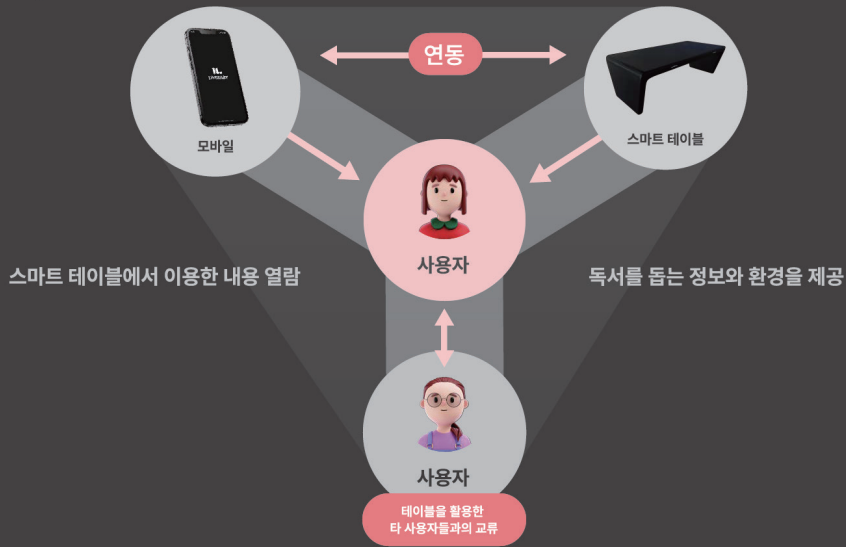 연동
모바일
스마트 테이블
사용자
스마트 테이블에서 이용한 내용 열람
독서를 돕는 정보와 환경을 제공
사용자
테이블을 활용한
타 사용자들과의 교류